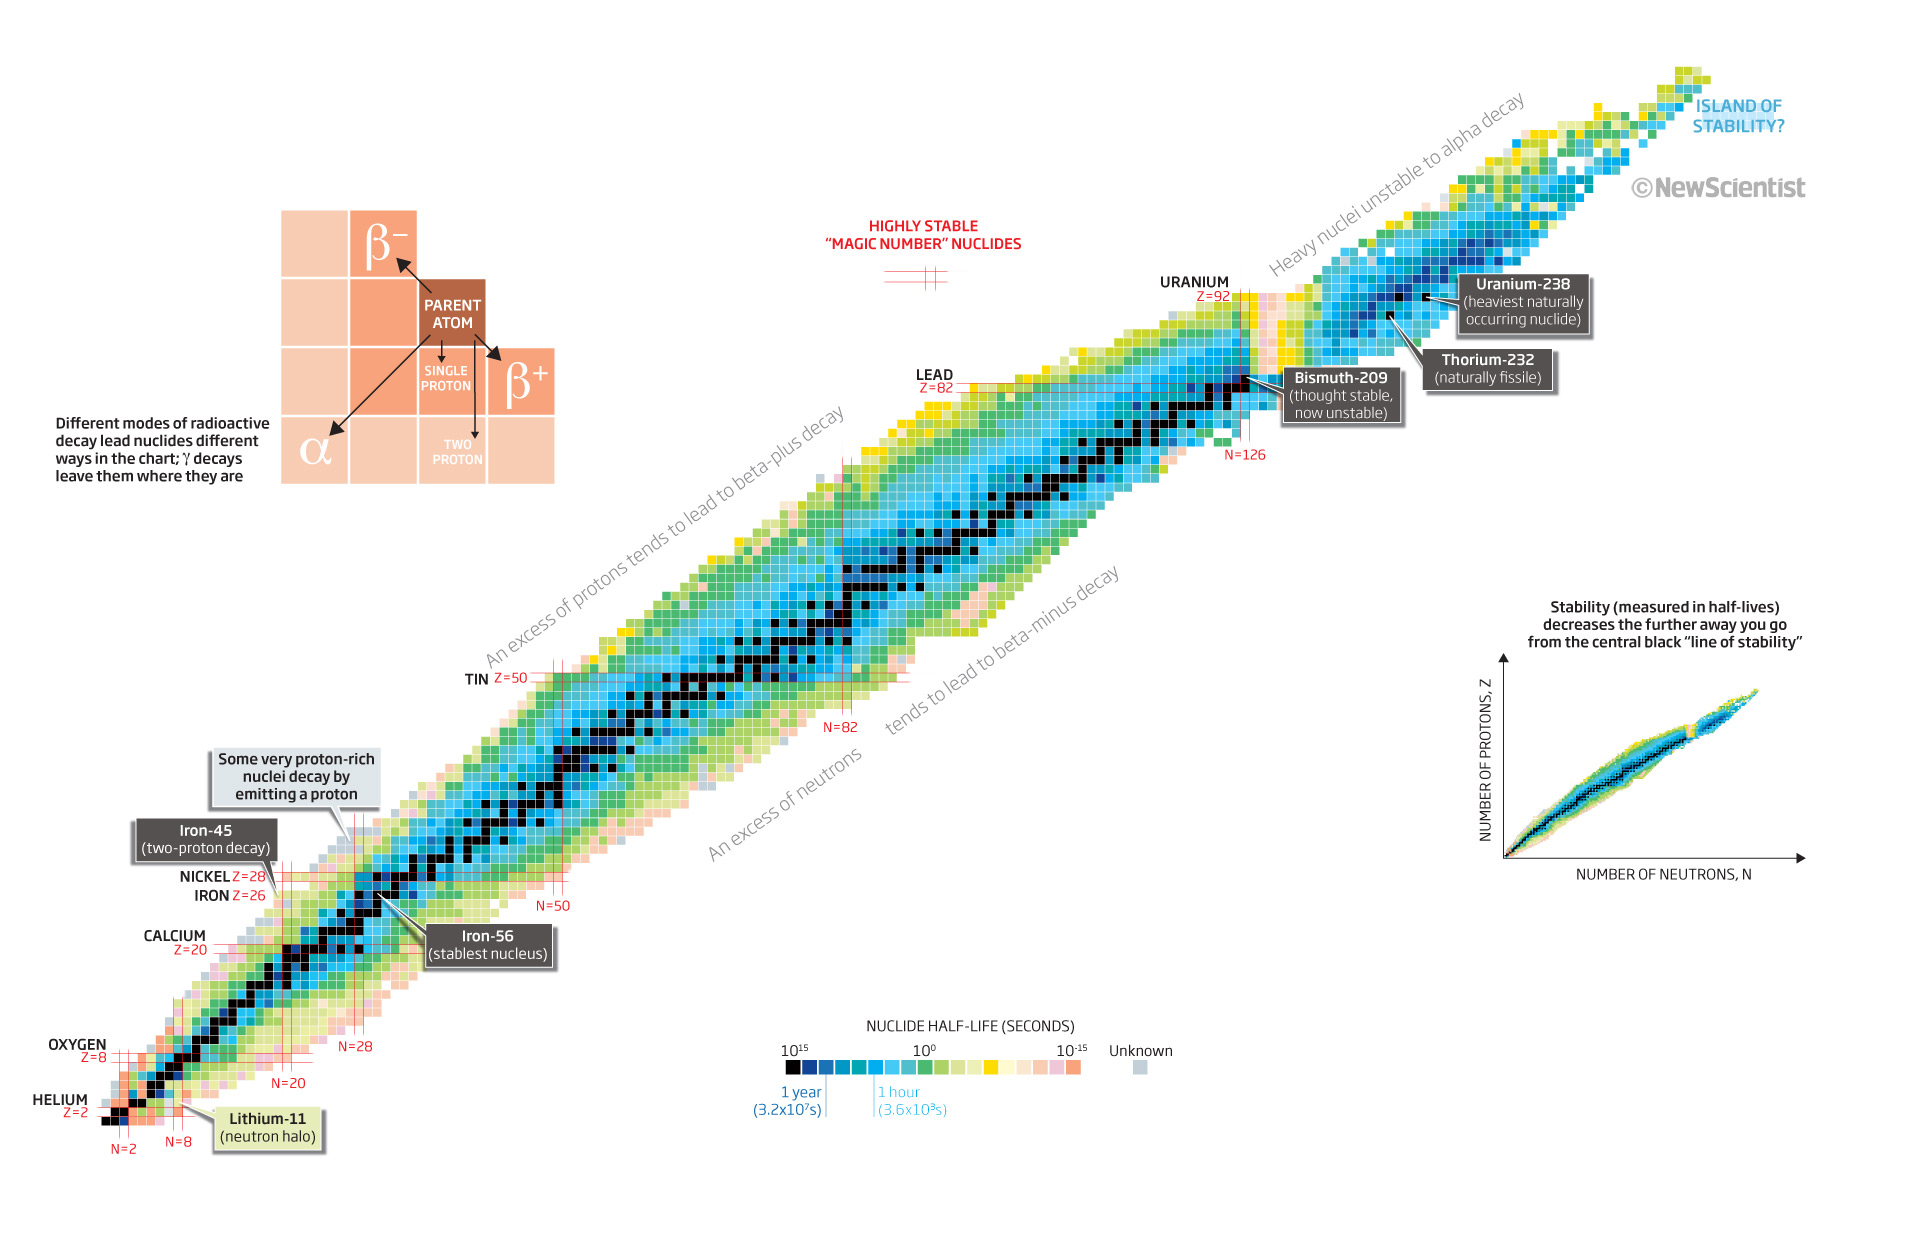 ISLAND OF
STABILITY?
©NewScientist
Heavy nuclei unstable to alpha decay
HIGHLY STABLE
“MAGIC NUMBER” NUCLIDES
β−
PARENT
ATOM
SINGLE
PROTON
β+
α
TWO
PROTON
Different modes of radioactive
decay lead nuclides different
ways in the chart; γ decays
leave them where they are
URANIUM
Z=92
Uranium-238
(heaviest naturally
occurring nuclide)
Thorium-232
(naturally fissile)
LEAD
Z=82
Bismuth-209
(thought stable,
now unstable)
N=126
An excess of protons tends to lead to beta-plus decay
An excess of neutrons tends to lead to beta-minus decay
TIN Z=50
N=82
Stability (measured in half-lives)
decreases the further away you go
from the central black “line of stability”
NUMBER OF PROTONS, Z
NUMBER OF NEUTRONS, N
Some very proton-rich
nuclei decay by
emitting a proton
Iron-45
(two-proton decay)
NICKEL Z=28
IRON Z=26
N=50
CALCIUM
Z=20
Iron-56
(stablest nucleus)
OXYGEN
Z=8
N=28
N=20
HELIUM
Z=2
Lithium-11
(neutron halo)
N=2
N=8
NUCLIDE HALF-LIFE (SECONDS)
10¹⁵ 10⁰ 10⁻¹⁵ Unknown
1 year
(3.2x10⁷s)
1 hour
(3.6x10³s)